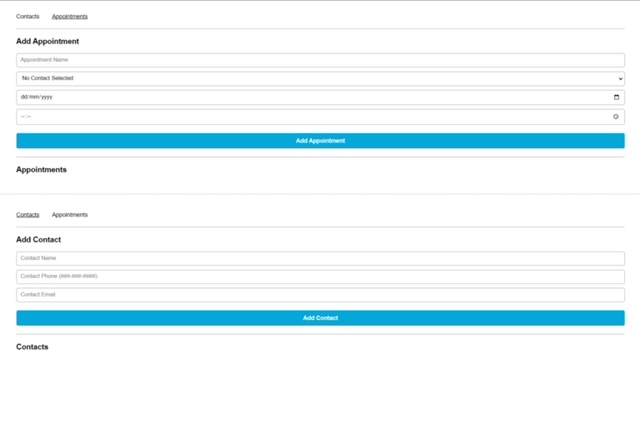 Contacts Appointments
Add Appointment
Appointment Name
No Contact Selected
dd/mm/yyyy
--:--
Add Appointment
Appointments
Contacts Appointments
Add Contact
Contact Name
Contact Phone (###-###-####)
Contact Email
Add Contact
Contacts